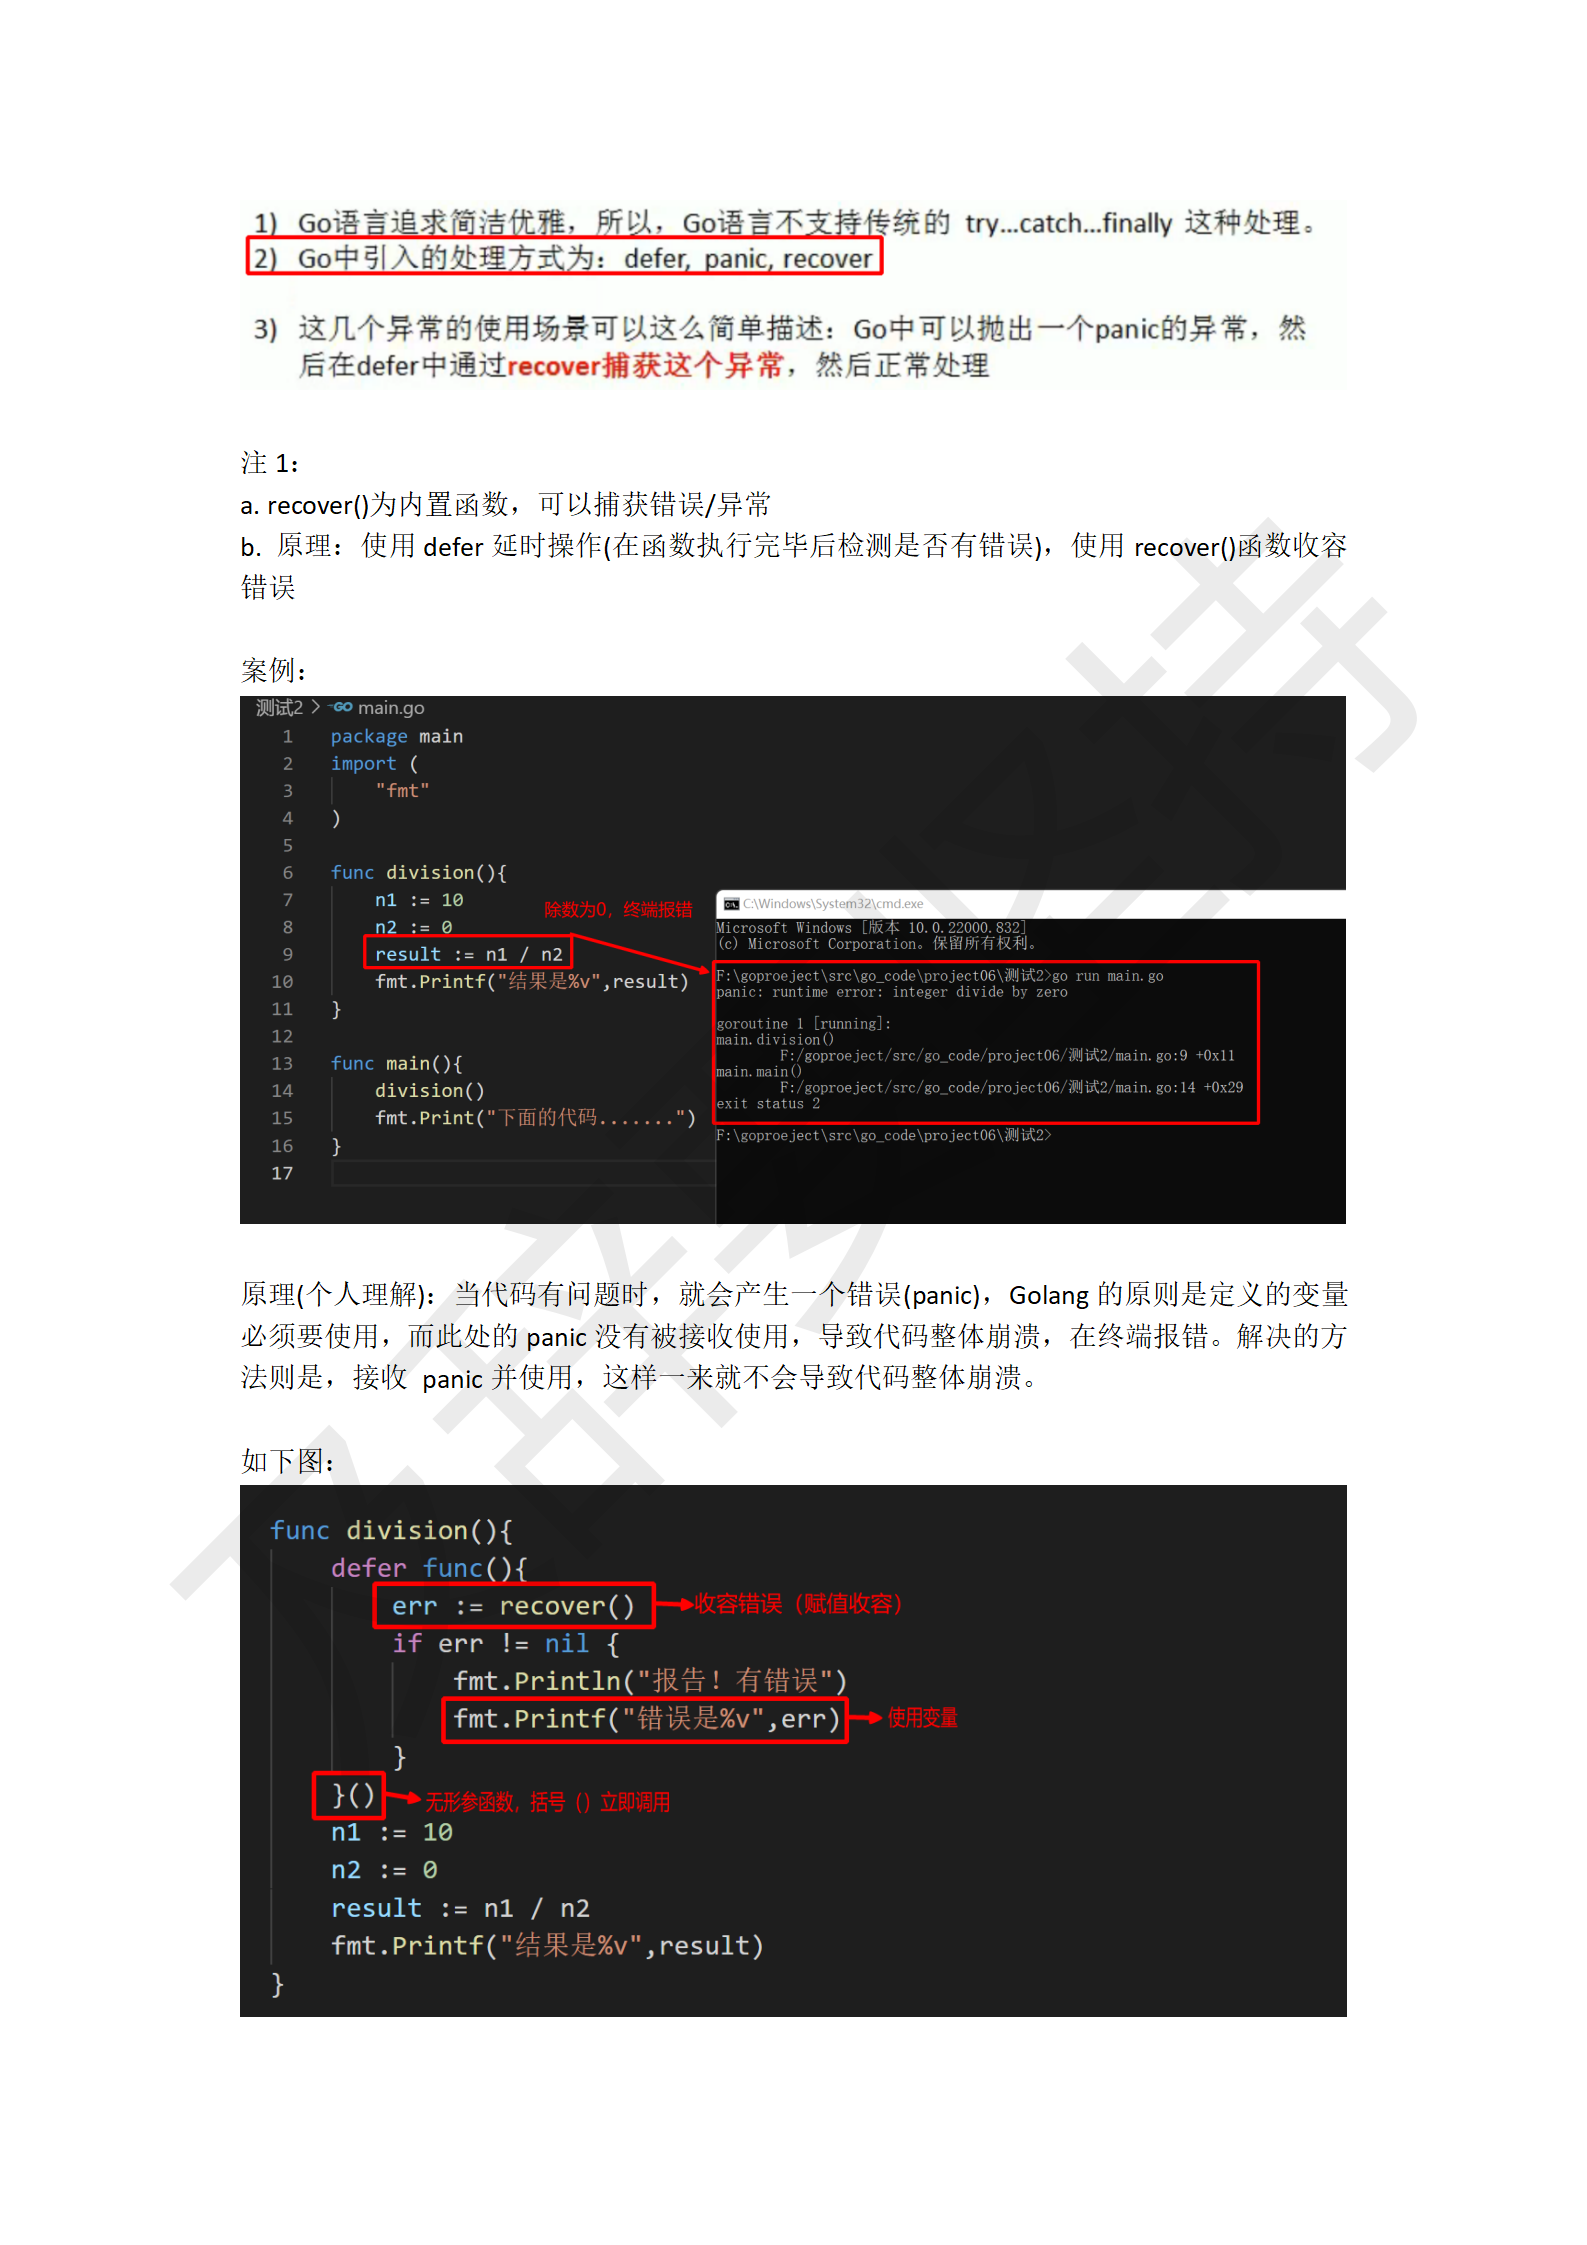 1) Go语言追求简洁优雅，所以，Go语言不支持传统的 try...catch...finally 这种处理。
2) Go中引入的处理方式为：defer, panic, recover
3) 这几个异常的使用场景可以这么简单描述：Go中可以抛出一个panic的异常，然
后在defer中通过recover捕获这个异常，然后正常处理
注 1：
a. recover()为内置函数，可以捕获错误/异常
b. 原理：使用 defer 延时操作(在函数执行完毕后检测是否有错误)，使用 recover()函数收容
错误
案例：
测试2 > GO main.go
1 package main
2 import (
3 "fmt"
4 )
5
6 func division(){
7 n1 := 10
8 n2 := 0
9 result := n1 / n2
10 fmt.Printf("结果是%v",result)
11 }
12
13 func main(){
14 division()
15 fmt.Print("下面的代码.......")
16 }
17
除数为0，终端报错
C:\Windows\System32\cmd.exe
Microsoft Windows [版本 10.0.22000.832]
(c) Microsoft Corporation。保留所有权利。
F:\goproeject\src\go_code\project06\测试2>go run main.go
panic: runtime error: integer divide by zero
goroutine 1 [running]:
main.division()
F:/goproeject/src/go_code/project06/测试2/main.go:9 +0x11
main.main()
F:/goproeject/src/go_code/project06/测试2/main.go:14 +0x29
exit status 2
F:\goproeject\src\go_code\project06\测试2>
原理(个人理解)：当代码有问题时，就会产生一个错误(panic)，Golang 的原则是定义的变量
必须要使用，而此处的 panic 没有被接收使用，导致代码整体崩溃，在终端报错。解决的方
法则是，接收 panic 并使用，这样一来就不会导致代码整体崩溃。
如下图：
func division(){
defer func(){
err := recover() 收容错误（赋值收容）
if err != nil {
fmt.Println("报告！有错误")
fmt.Printf("错误是%v",err) 使用变量
}
}() 无形参函数，括号（）立即调用
n1 := 10
n2 := 0
result := n1 / n2
fmt.Printf("结果是%v",result)
}